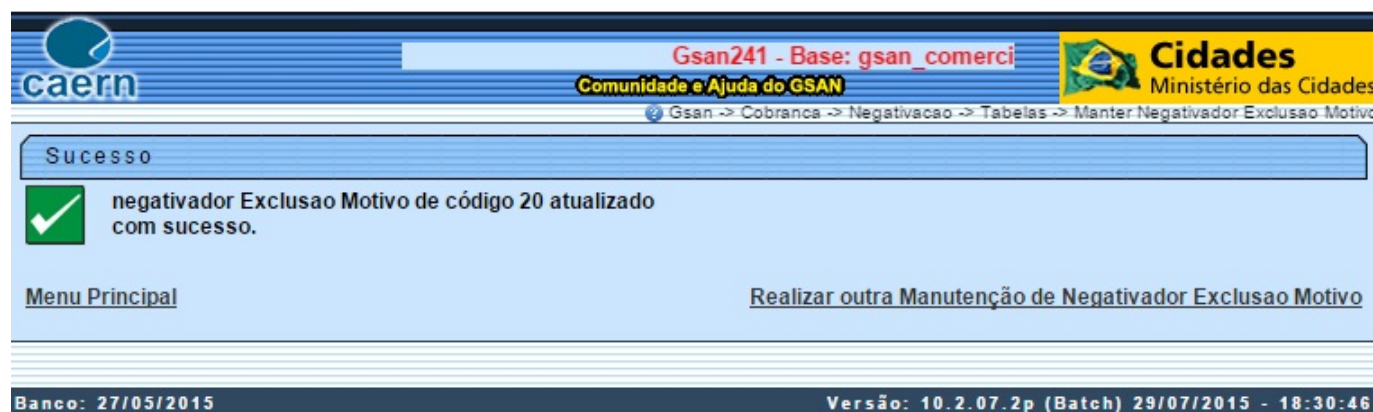 caern
Gsan241 - Base: gsan_comerci
Comunidade e Ajuda do GSAN
Cidades
Ministério das Cidades
Gsan -> Cobranca -> Negativacao -> Tabelas -> Manter Negativador Exclusao Motivo
Sucesso
negativador Exclusao Motivo de código 20 atualizado
com sucesso.
Menu Principal
Realizar outra Manutenção de Negativador Exclusao Motivo
Banco: 27/05/2015
Versão: 10.2.07.2p (Batch) 29/07/2015 - 18:30:46